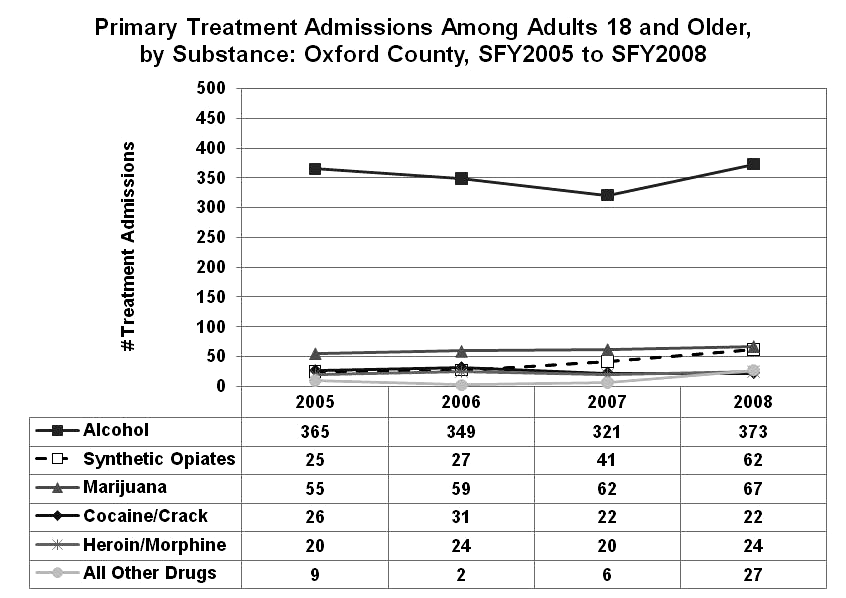 Primary Treatment Admissions Among Adults 18 and Older,
by Substance: Oxford County, SFY2005 to SFY2008
500
450
400
350
300
250
200
150
100
50
0
#Treatment Admissions
2005 2006 2007 2008
Alcohol 365 349 321 373
Synthetic Opiates 25 27 41 62
Marijuana 55 59 62 67
Cocaine/Crack 26 31 22 22
Heroin/Morphine 20 24 20 24
All Other Drugs 9 2 6 27